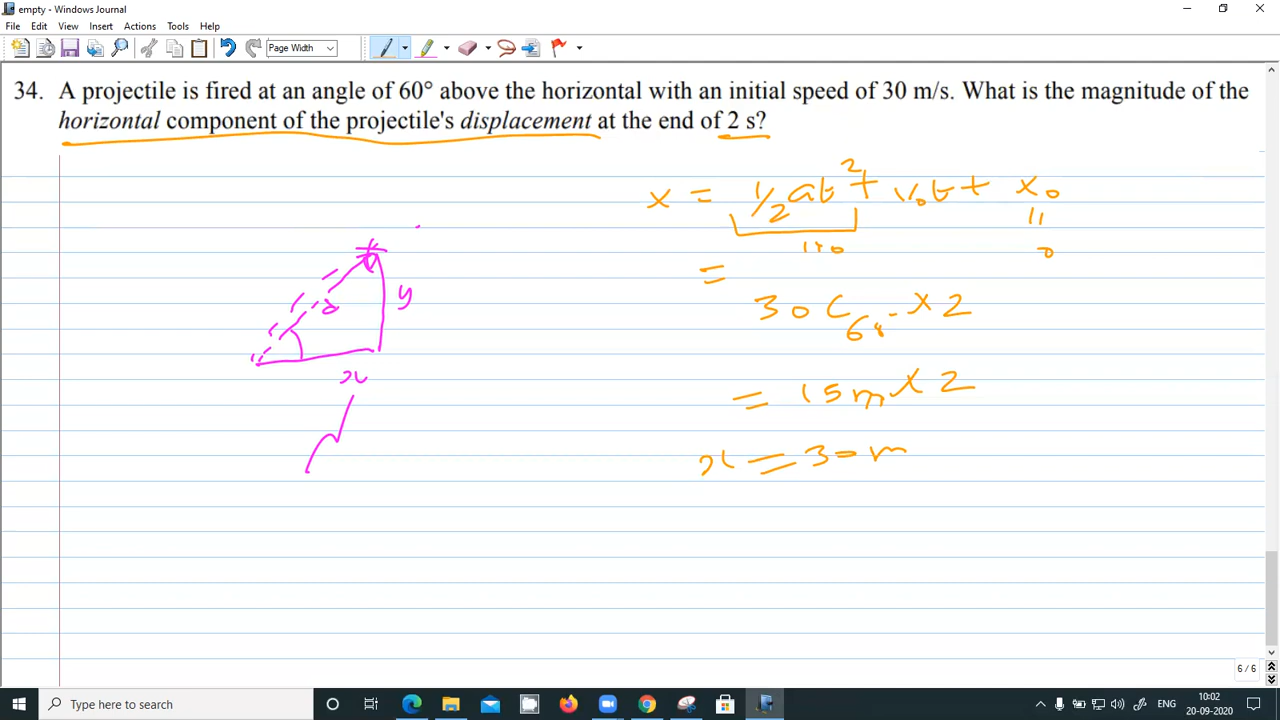 empty - Windows Journal
File Edit View Insert Actions Tools Help
Page Width
34. A projectile is fired at an angle of 60° above the horizontal with an initial speed of 30 m/s. What is the magnitude of the
horizontal component of the projectile's displacement at the end of 2 s?
x = 1/2 at² + V₀t + x₀
0
=
30 C 60° × 2
y
x
= 15m × 2
x = 30 m
6 / 6
Type here to search
ENG
10:02
20-09-2020